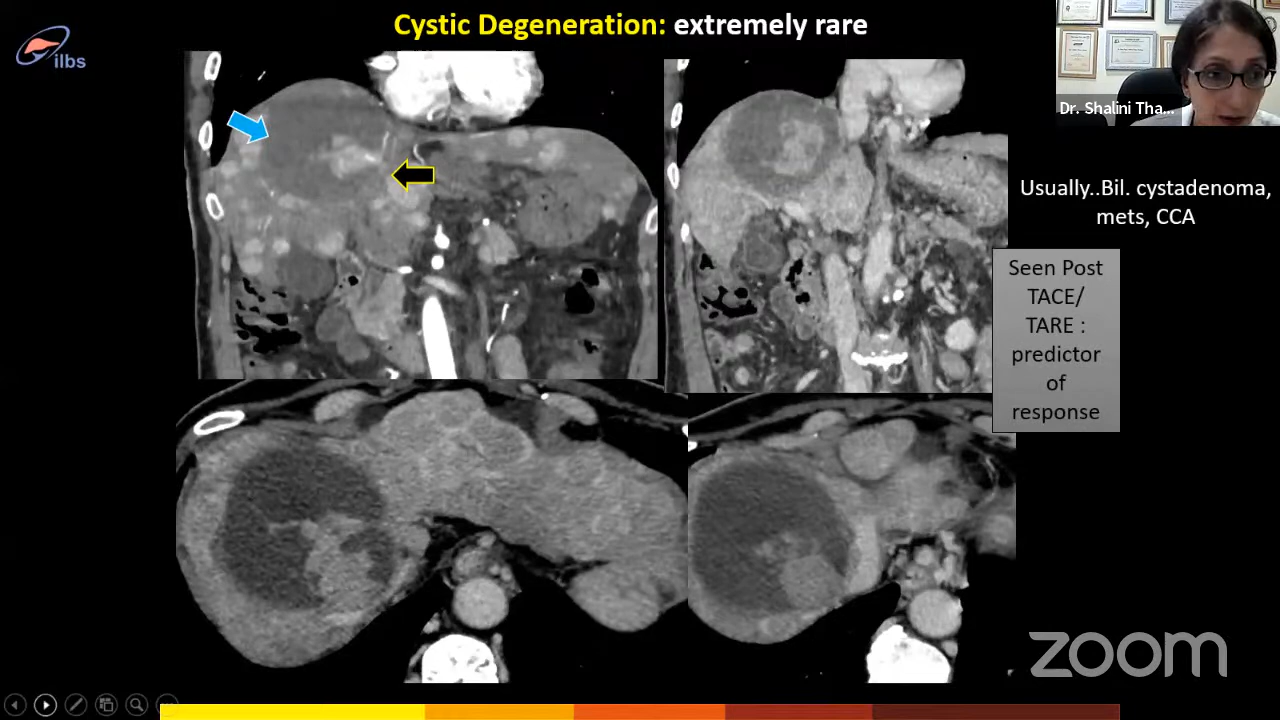 Cystic Degeneration: extremely rare
ilbs
Dr. Shalini Tha...
Usually..Bil. cystadenoma,
mets, CCA
Seen Post
TACE/
TARE :
predictor
of
response
zoom